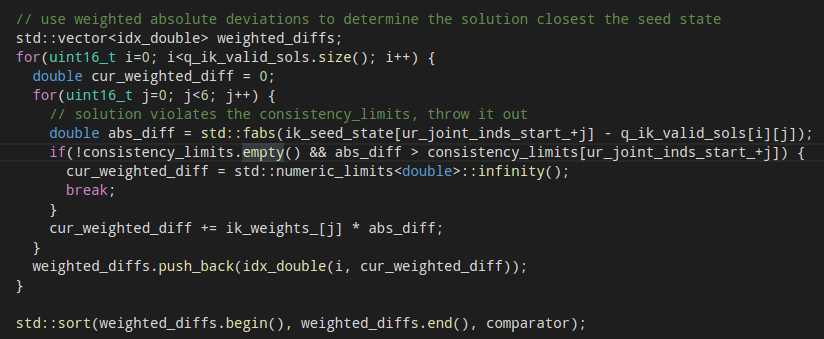 // use weighted absolute deviations to determine the solution closest the seed state
std::vector<idx_double> weighted_diffs;
for(uint16_t i=0; i<q_ik_valid_sols.size(); i++) {
  double cur_weighted_diff = 0;
  for(uint16_t j=0; j<6; j++) {
    // solution violates the consistency_limits, throw it out
    double abs_diff = std::fabs(ik_seed_state[ur_joint_inds_start_+j] - q_ik_valid_sols[i][j]);
    if(!consistency_limits.empty() && abs_diff > consistency_limits[ur_joint_inds_start_+j]) {
      cur_weighted_diff = std::numeric_limits<double>::infinity();
      break;
    }
    cur_weighted_diff += ik_weights_[j] * abs_diff;
  }
  weighted_diffs.push_back(idx_double(i, cur_weighted_diff));
}

std::sort(weighted_diffs.begin(), weighted_diffs.end(), comparator);